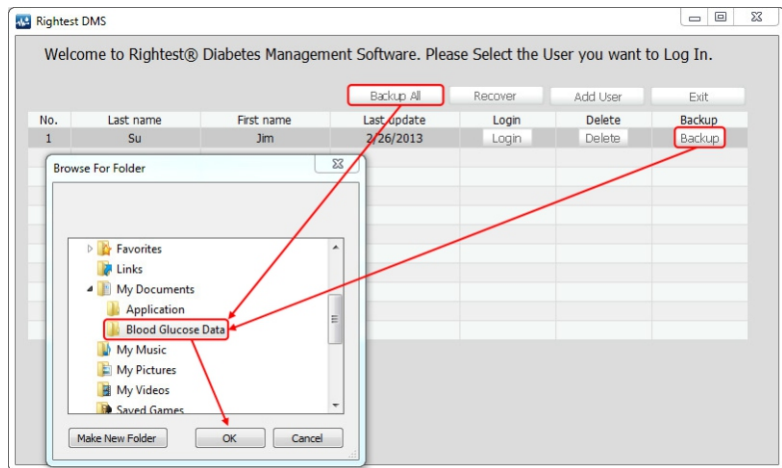 Rightest DMS
Welcome to Rightest® Diabetes Management Software. Please Select the User you want to Log In.
Backup All Recover Add User Exit
No. Last name First name Last update Login Delete Backup
1 Su Jim 2/26/2013 Login Delete Backup
Browse For Folder
Favorites
Links
My Documents
Application
Blood Glucose Data
My Music
My Pictures
My Videos
Saved Games
Make New Folder OK Cancel